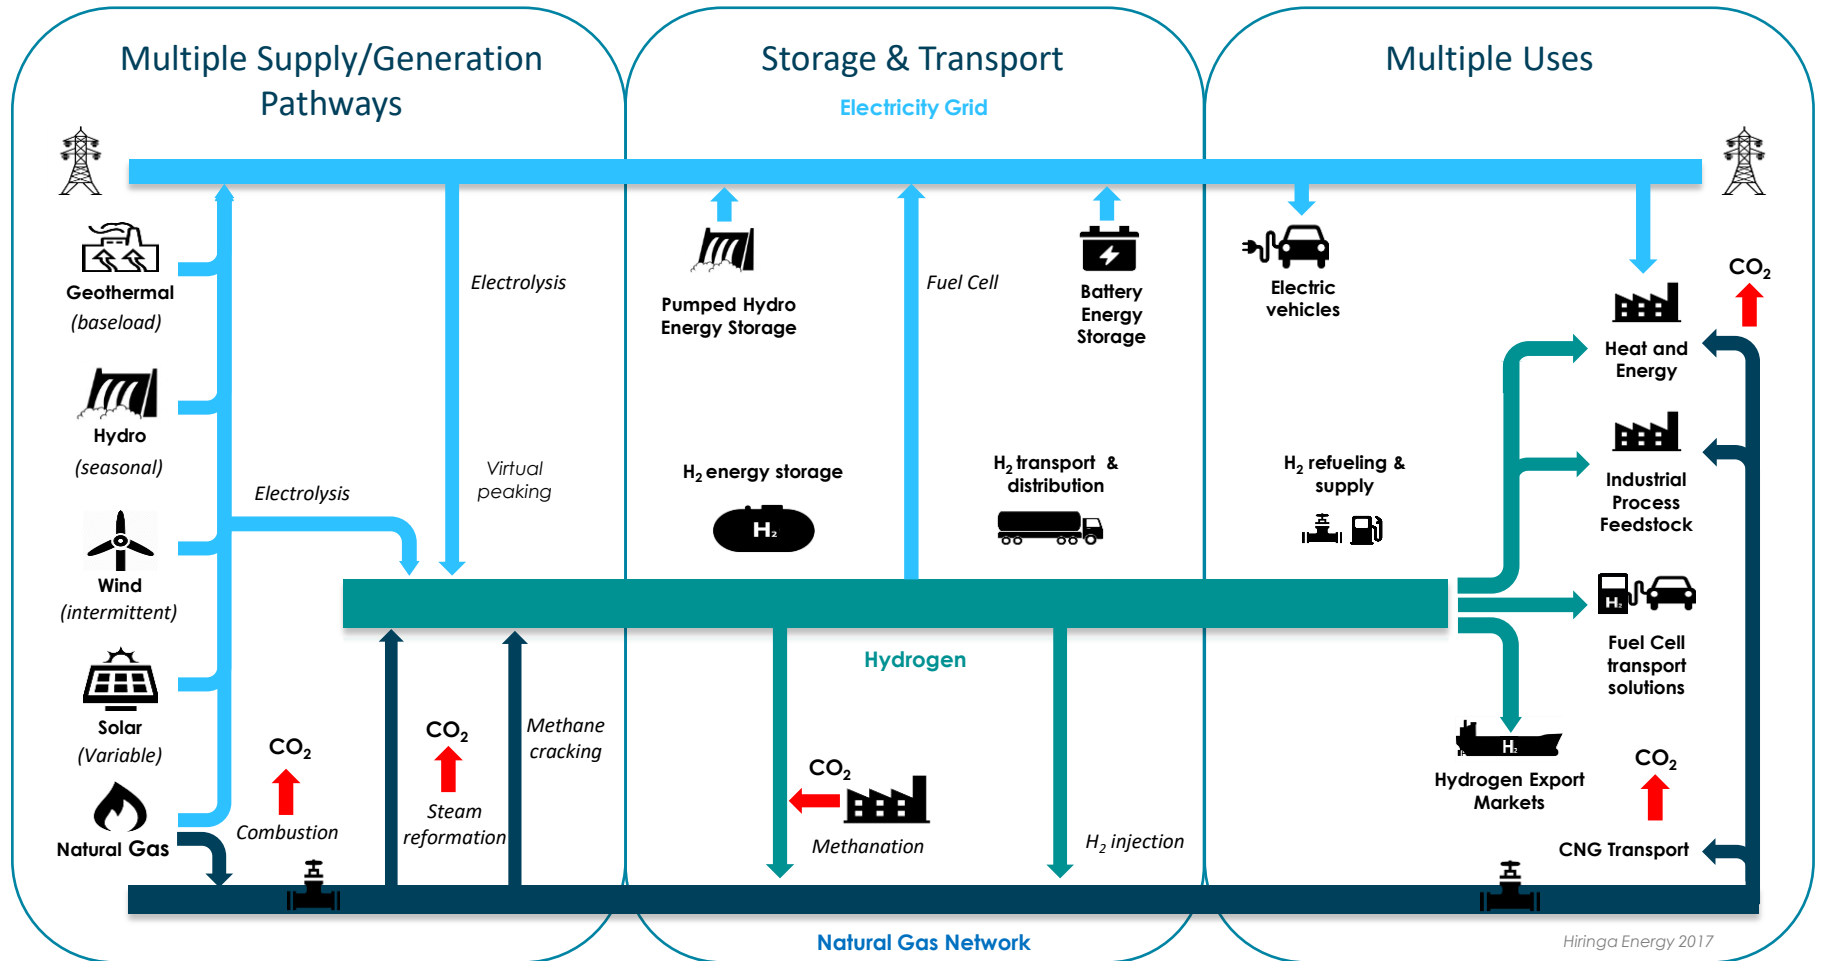 Multiple Supply/Generation
Pathways
Storage & Transport
Electricity Grid
Multiple Uses
Geothermal
(baseload)
Hydro
(seasonal)
Wind
(intermittent)
Solar
(Variable)
Natural Gas
Electrolysis
Electrolysis
Virtual
peaking
CO2
Combustion
CO2
Steam
reformation
Methane
cracking
Pumped Hydro
Energy Storage
Fuel Cell
Battery
Energy
Storage
H2 energy storage
H2
H2 transport &
distribution
Hydrogen
CO2
Methanation
H2 injection
Natural Gas Network
Electric
vehicles
H2 refueling &
supply
CO2
Heat and
Energy
Industrial
Process
Feedstock
H2
Fuel Cell
transport
solutions
H2
Hydrogen Export
Markets
CO2
CNG Transport
Hiringa Energy 2017